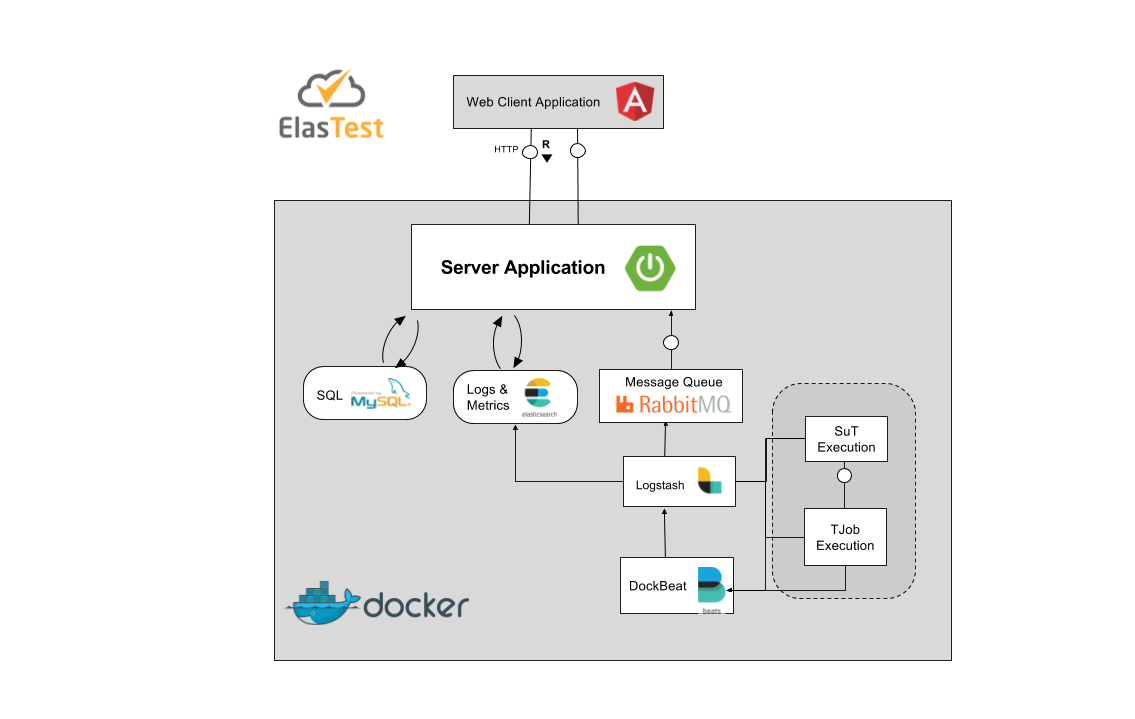 ElasTest
Web Client Application
HTTP
R
Server Application
SQL
Powered by
MySQL.
Logs &
Metrics
elasticsearch
Message Queue
RabbitMQ
SuT
Execution
Logstash
TJob
Execution
DockBeat
beats
docker